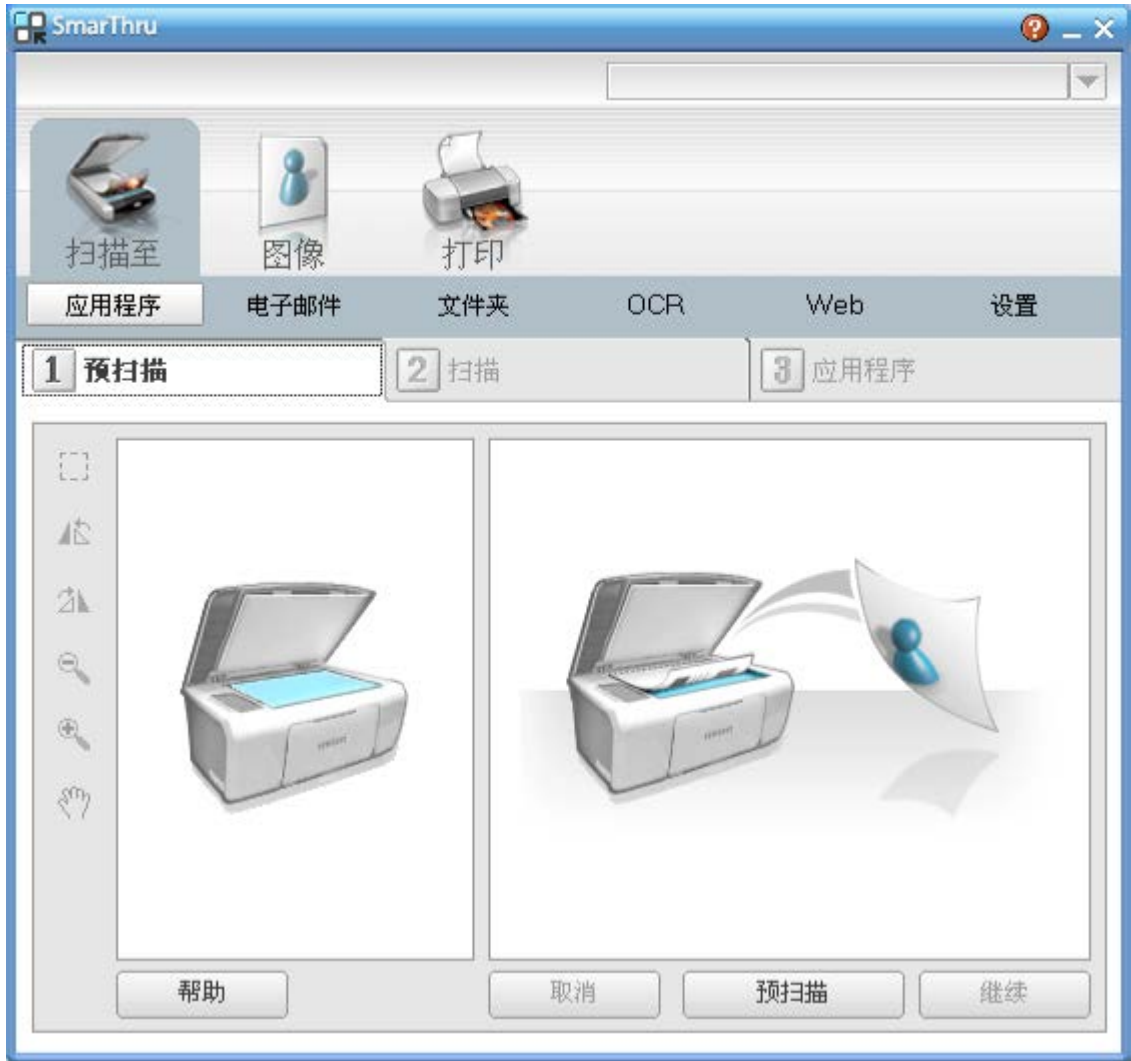 SmarThru
扫描至 图像 打印
应用程序 电子邮件 文件夹 OCR Web 设置
1 预扫描 2 扫描 3 应用程序
帮助 取消 预扫描 继续